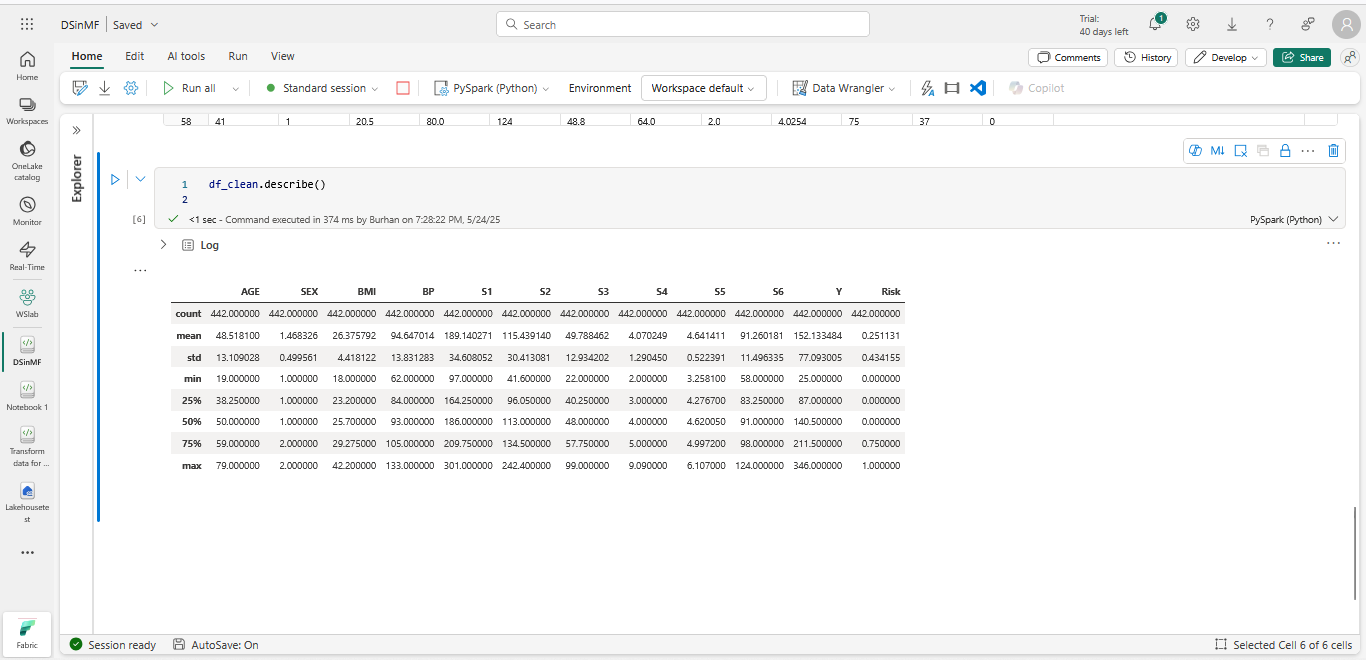 DSinMF Saved
Search
Trial:
40 days left
1
Home Edit AI tools Run View
Comments History Develop Share
Run all Standard session PySpark (Python) Environment Workspace default Data Wrangler Copilot
Home
Workspaces
OneLake
catalog
Monitor
Real-Time
WSlab
DSinMF
Notebook 1
Transform
data for ...
Lakehousete
st
Fabric
Explorer
58 41 1 20.5 80.0 124 48.8 64.0 2.0 4.0254 75 37 0
M↓
1 df_clean.describe()
2
[6] <1 sec - Command executed in 374 ms by Burhan on 7:28:22 PM, 5/24/25 PySpark (Python)
Log
AGE SEX BMI BP S1 S2 S3 S4 S5 S6 Y Risk
count 442.000000 442.000000 442.000000 442.000000 442.000000 442.000000 442.000000 442.000000 442.000000 442.000000 442.000000 442.000000
mean 48.518100 1.468326 26.375792 94.647014 189.140271 115.439140 49.788462 4.070249 4.641411 91.260181 152.133484 0.251131
std 13.109028 0.499561 4.418122 13.831283 34.608052 30.413081 12.934202 1.290450 0.522391 11.496335 77.093005 0.434155
min 19.000000 1.000000 18.000000 62.000000 97.000000 41.600000 22.000000 2.000000 3.258100 58.000000 25.000000 0.000000
25% 38.250000 1.000000 23.200000 84.000000 164.250000 96.050000 40.250000 3.000000 4.276700 83.250000 87.000000 0.000000
50% 50.000000 1.000000 25.700000 93.000000 186.000000 113.000000 48.000000 4.000000 4.620050 91.000000 140.500000 0.000000
75% 59.000000 2.000000 29.275000 105.000000 209.750000 134.500000 57.750000 5.000000 4.997200 98.000000 211.500000 0.750000
max 79.000000 2.000000 42.200000 133.000000 301.000000 242.400000 99.000000 9.090000 6.107000 124.000000 346.000000 1.000000
Session ready AutoSave: On Selected Cell 6 of 6 cells